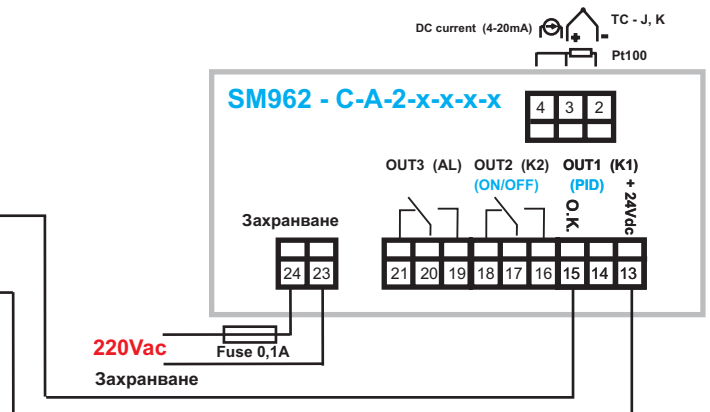 DC current (4-20mA)
TC - J, K
+ -
Pt100
SM962 - C-A-2-x-x-x-x
4 3 2
OUT3 (AL) OUT2 (K2) OUT1 (K1)
(ON/OFF) (PID)
O.K.
+ 24Vdc
Захранване
24 23
21 20 19 18 17 16 15 14 13
220Vac
Fuse 0,1A
Захранване